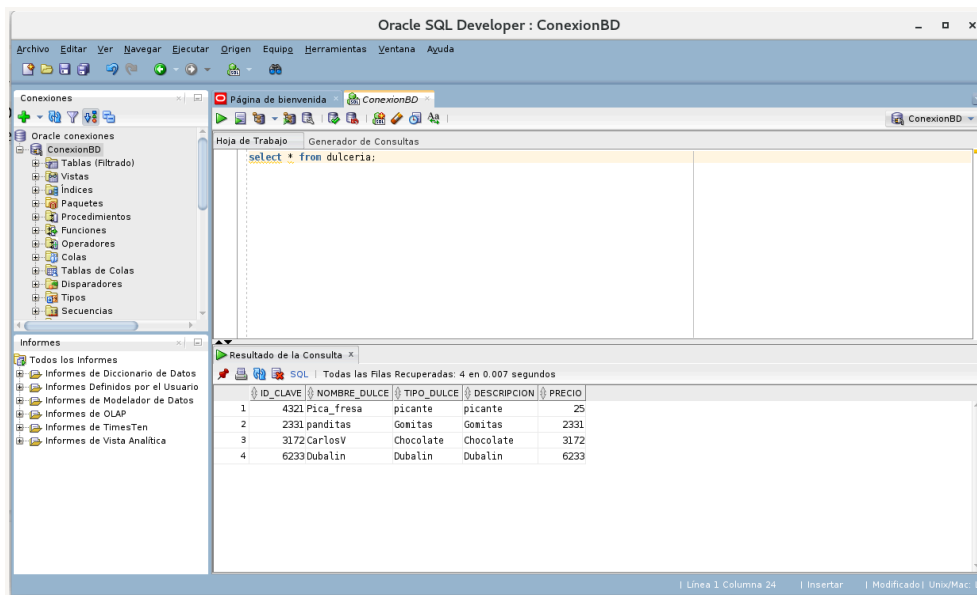 Oracle SQL Developer : ConexionBD
Archivo Editar Ver Navegar Ejecutar Origen Equipo Herramientas Ventana Ayuda
Conexiones
Oracle conexiones
ConexionBD
Tablas (Filtrado)
Vistas
Índices
Paquetes
Procedimientos
Funciones
Operadores
Colas
Tablas de Colas
Disparadores
Tipos
Secuencias
Informes
Todos los Informes
Informes de Diccionario de Datos
Informes Definidos por el Usuario
Informes de Modelador de Datos
Informes de OLAP
Informes de TimesTen
Informes de Vista Analítica
Página de bienvenida
ConexionBD
ConexionBD
Hoja de Trabajo Generador de Consultas
select * from dulceria;
Resultado de la Consulta
SQL | Todas las Filas Recuperadas: 4 en 0.007 segundos
ID_CLAVE NOMBRE_DULCE TIPO_DULCE DESCRIPCION PRECIO
1 4321 Pica_fresa picante picante 25
2 2331 panditas Gomitas Gomitas 2331
3 3172 CarlosV Chocolate Chocolate 3172
4 6233 Dubalin Dubalin Dubalin 6233
| Línea 1 Columna 24 | Insertar | Modificado | Unix/Mac: